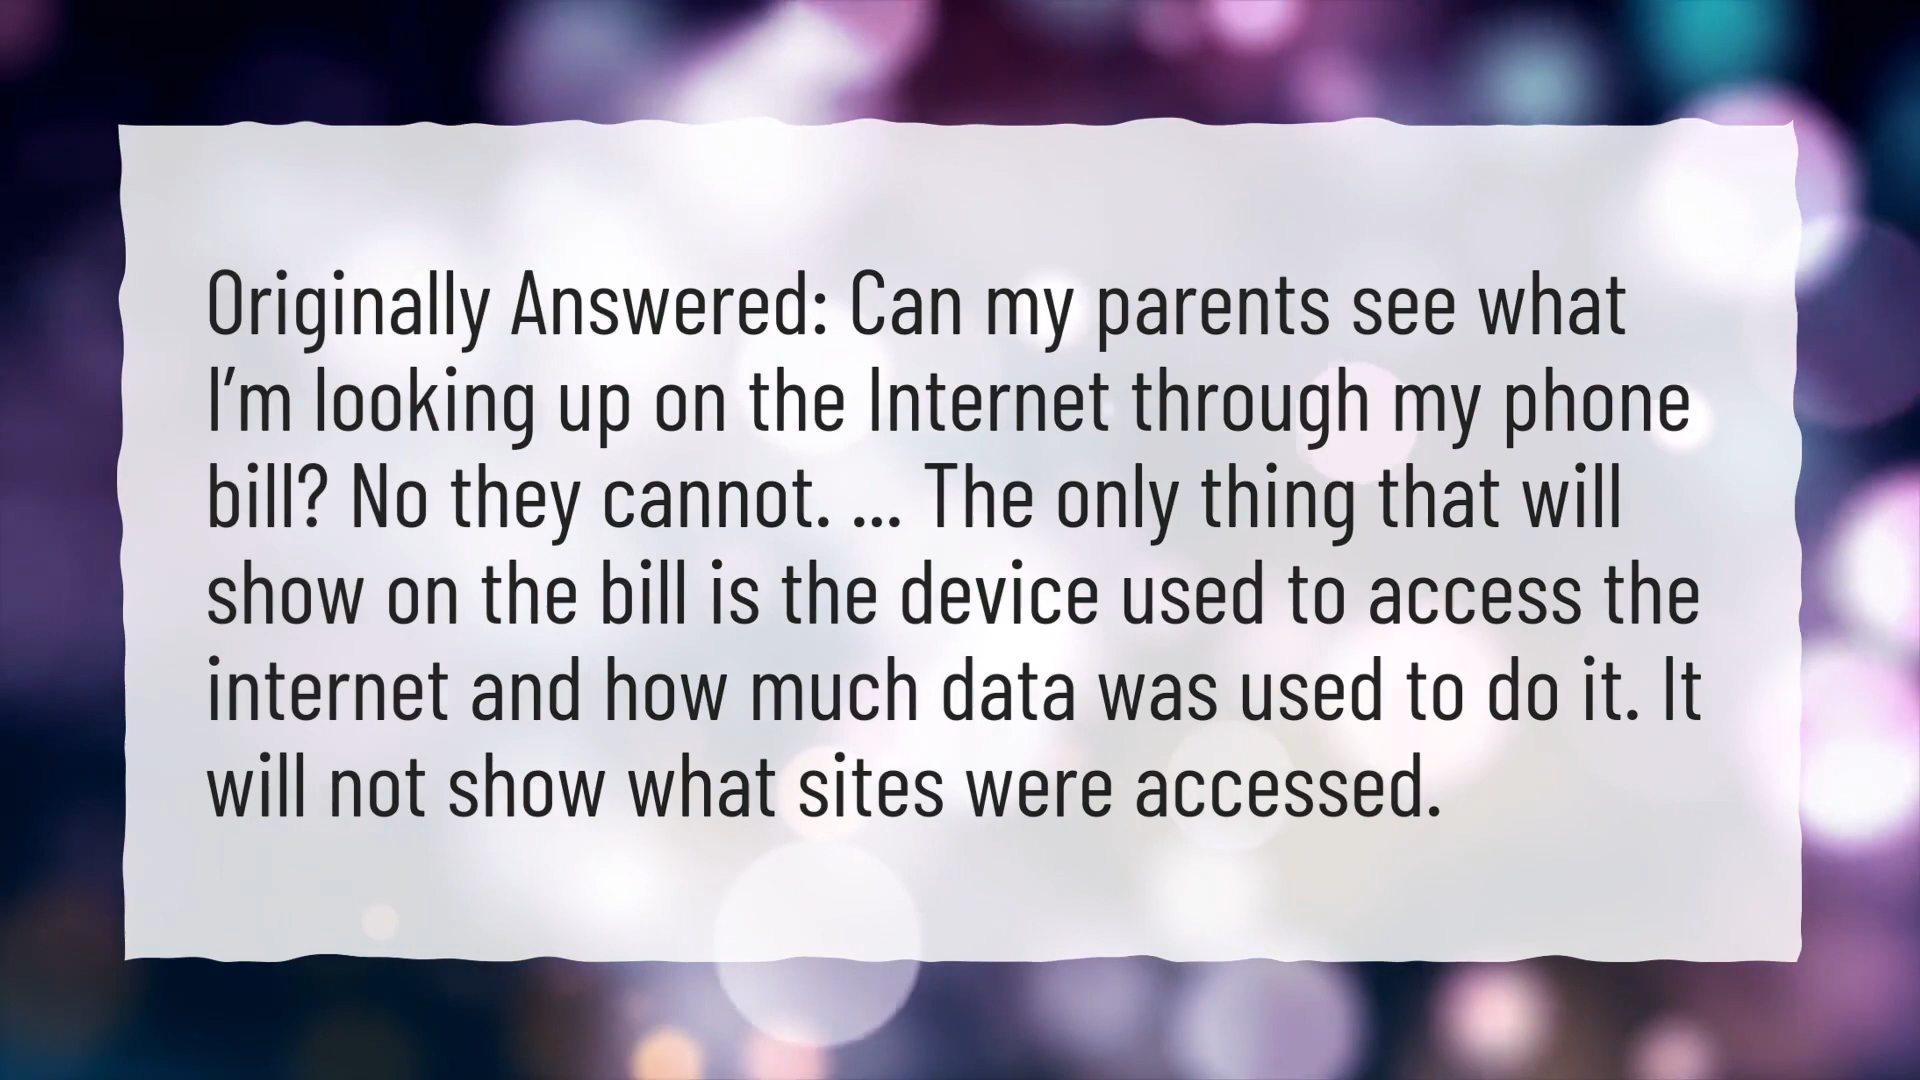 Originally Answered: Can my parents see what
I’m looking up on the Internet through my phone
bill? No they cannot. ... The only thing that will
show on the bill is the device used to access the
internet and how much data was used to do it. It
will not show what sites were accessed.